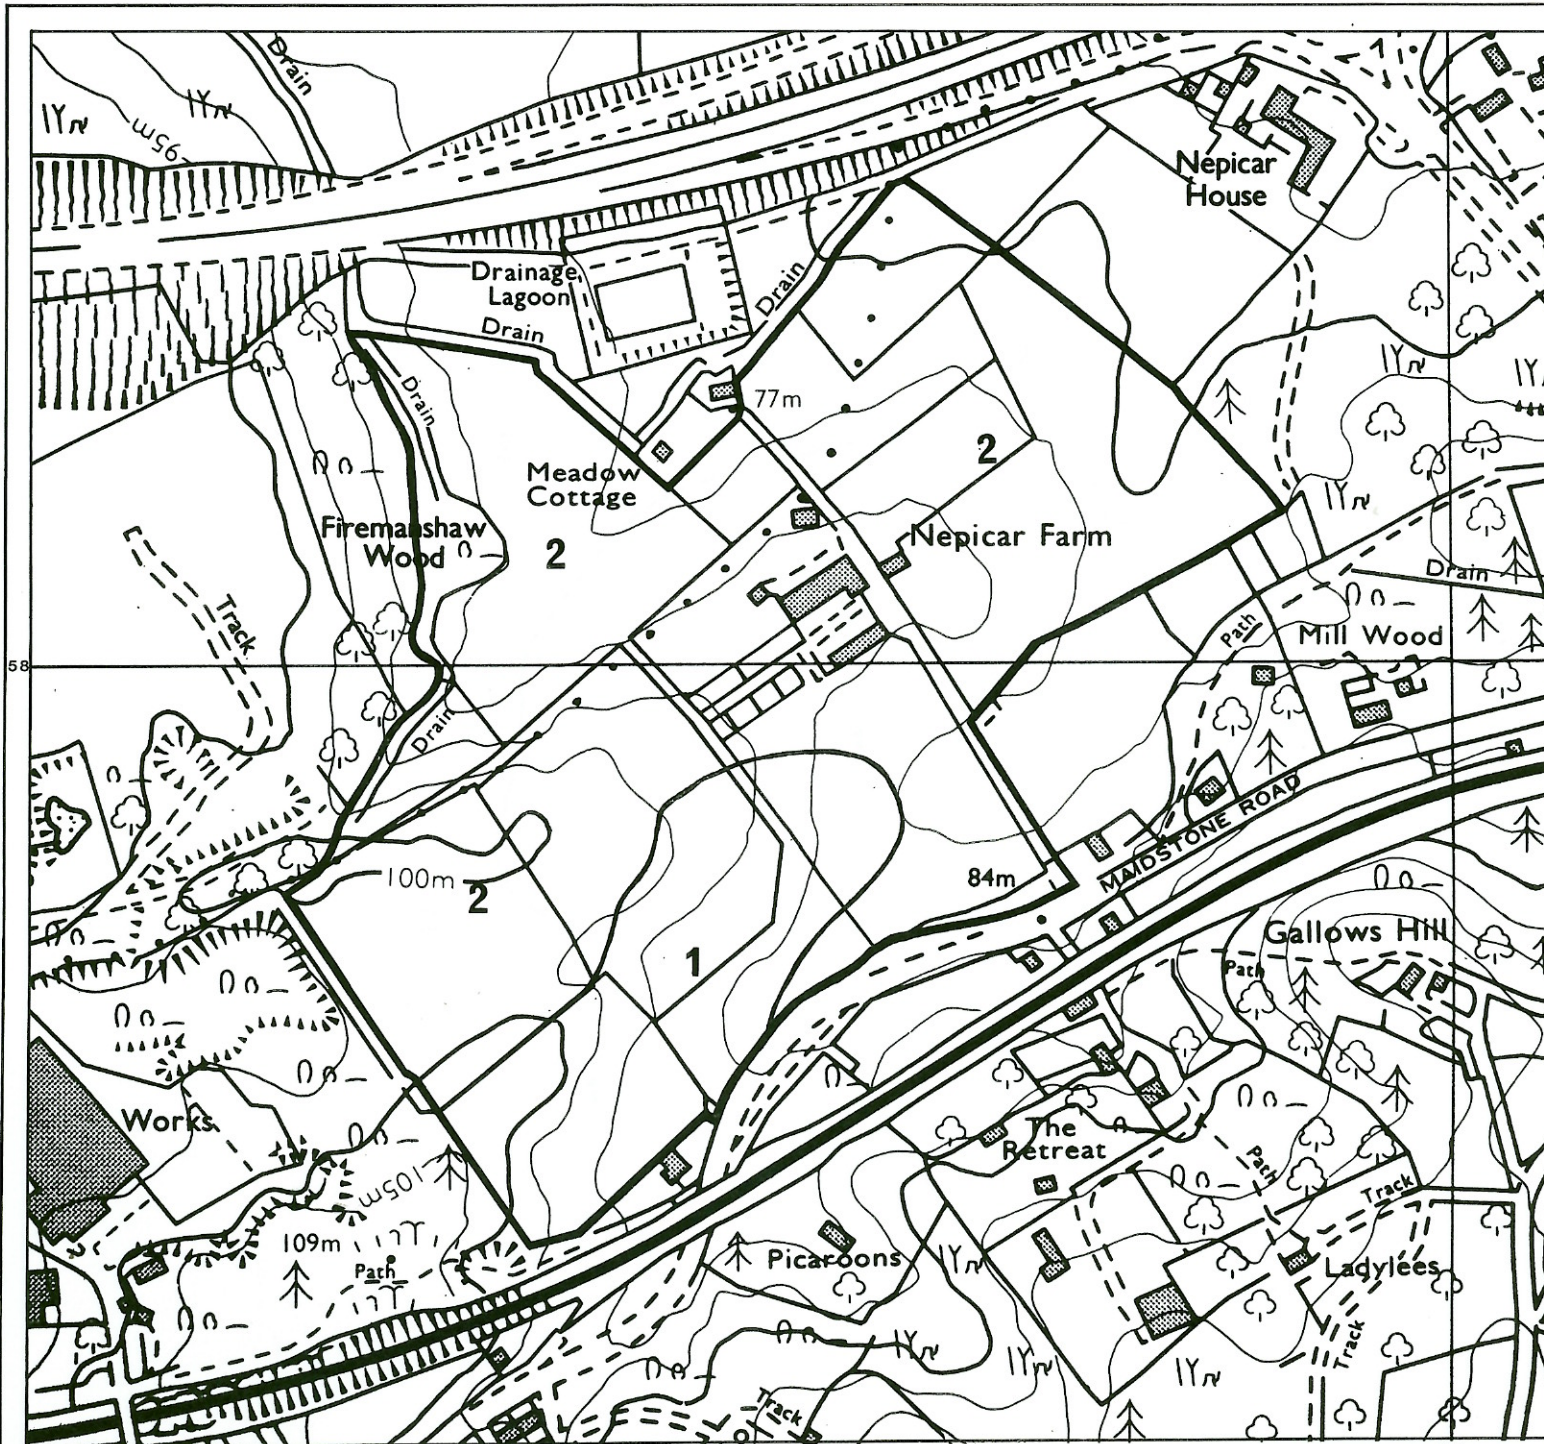 Drain
95m
Nepicar
House
Drainage
Lagoon
Drain
Drain
Drain
77m
2
Meadow
Cottage
Firemanshaw
Wood
2
Nepicar Farm
Drain
Track
Path
Mill Wood
58
Drain
MAIDSTONE ROAD
84m
100m
2
Gallows Hill
Path
1
Works
The
Retreat
Path
105m
Track
109m
Path
Picaroons
Ladylees
Track
Track